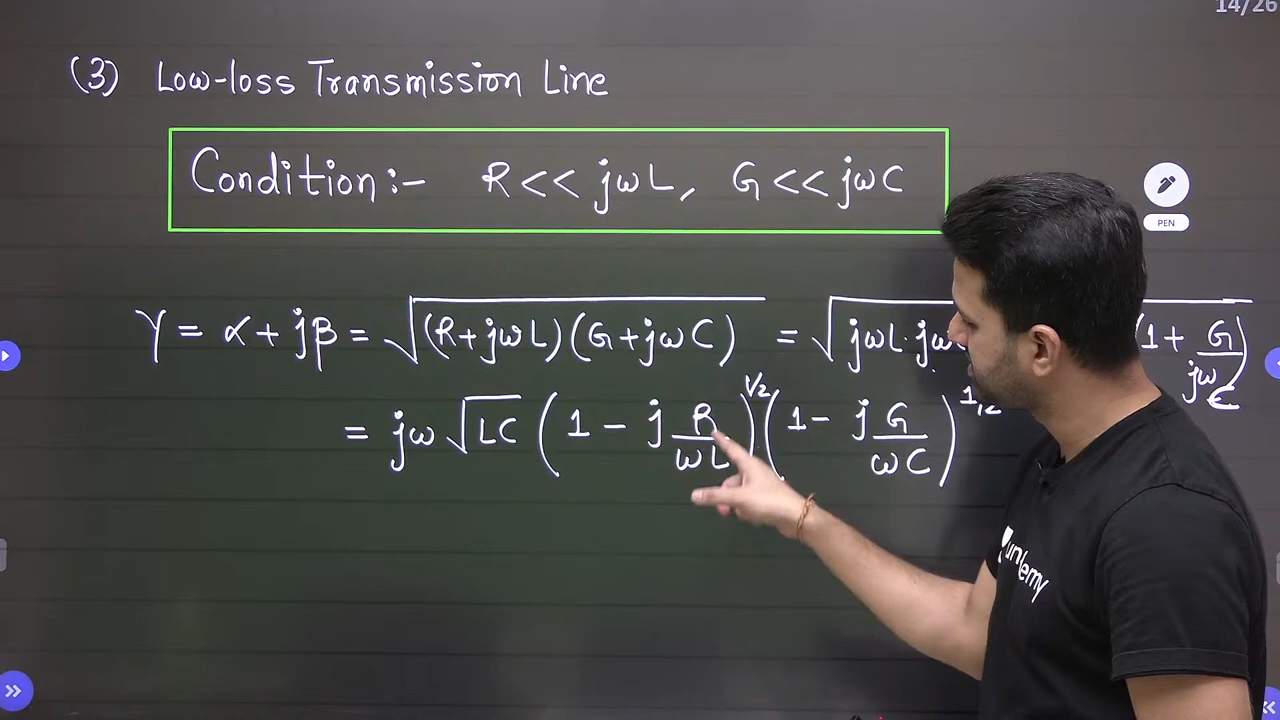 14/26
(3) Low-loss Transmission Line
Condition:- R << jωL, G << jωC
PEN
γ = α + jβ = √(R+jωL)(G+jωC) = √jωL·jω (1 + G/jωC)
= jω√LC (1 - j R/ωL)^1/2 (1 - j G/ωC)^1/2